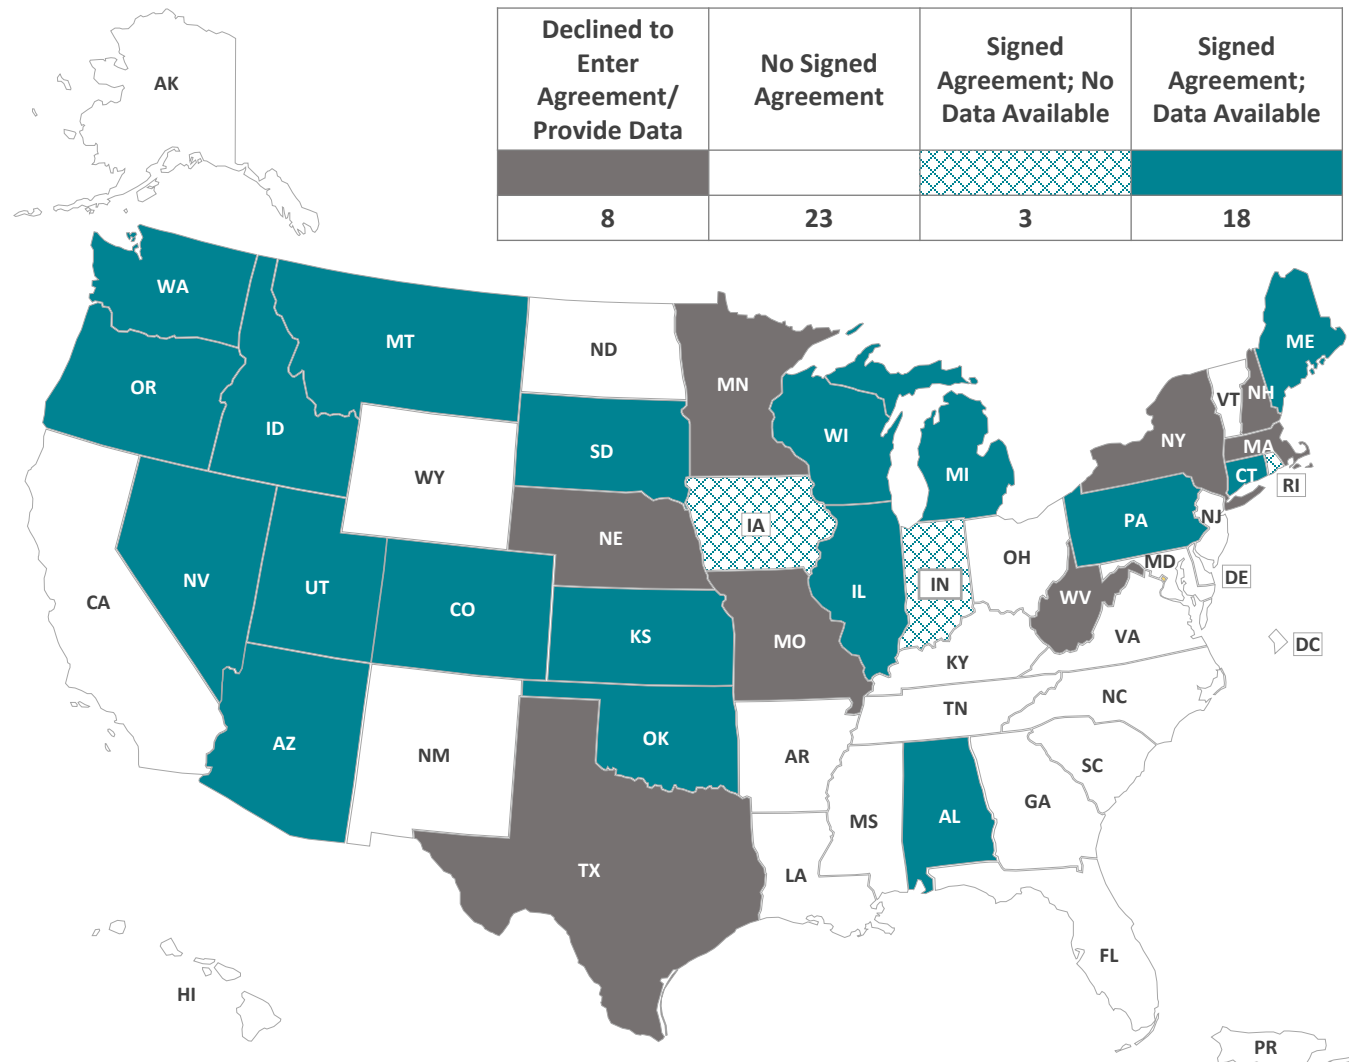 Declined to
Enter
Agreement/
Provide Data
No Signed
Agreement
Signed
Agreement; No
Data Available
Signed
Agreement;
Data Available
8
23
3
18
AK
WA
MT
ND
MN
ME
OR
ID
SD
WI
MI
NY
VT
NH
MA
CT
RI
WY
IA
NE
PA
NJ
OH
MD
DE
NV
UT
CO
CA
KS
MO
IL
IN
WV
VA
DC
KY
NC
TN
AZ
NM
OK
AR
SC
MS
AL
GA
TX
LA
FL
HI
PR